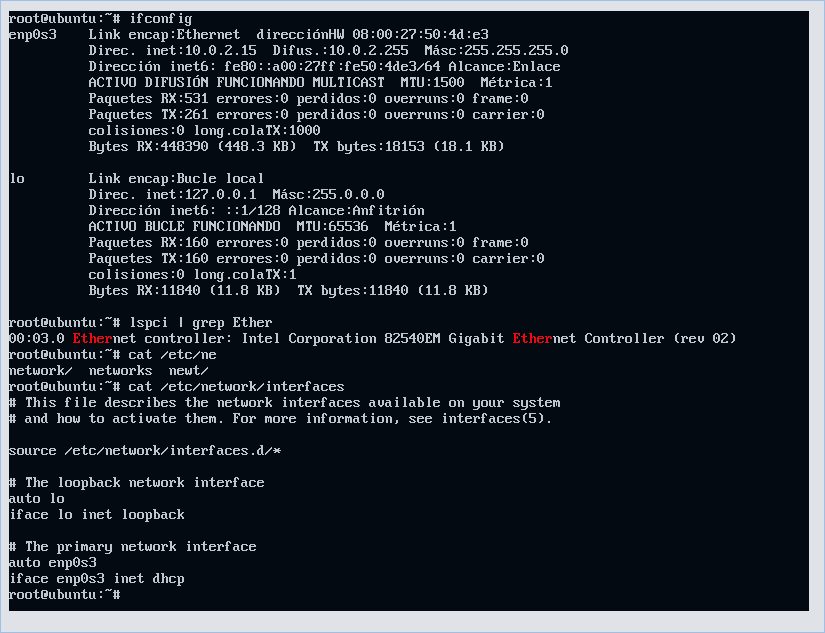 root@ubuntu:~# ifconfig
enp0s3    Link encap:Ethernet  direcciónHW 08:00:27:50:4d:e3
          Direc. inet:10.0.2.15  Difus.:10.0.2.255  Másc:255.255.255.0
          Dirección inet6: fe80::a00:27ff:fe50:4de3/64 Alcance:Enlace
          ACTIVO DIFUSIÓN FUNCIONANDO MULTICAST  MTU:1500  Métrica:1
          Paquetes RX:531 errores:0 perdidos:0 overruns:0 frame:0
          Paquetes TX:261 errores:0 perdidos:0 overruns:0 carrier:0
          colisiones:0 long.colaTX:1000
          Bytes RX:448390 (448.3 KB)  TX bytes:18153 (18.1 KB)

lo        Link encap:Bucle local
          Direc. inet:127.0.0.1  Másc:255.0.0.0
          Dirección inet6: ::1/128 Alcance:Anfitrión
          ACTIVO BUCLE FUNCIONANDO  MTU:65536  Métrica:1
          Paquetes RX:160 errores:0 perdidos:0 overruns:0 frame:0
          Paquetes TX:160 errores:0 perdidos:0 overruns:0 carrier:0
          colisiones:0 long.colaTX:1
          Bytes RX:11840 (11.8 KB)  TX bytes:11840 (11.8 KB)

root@ubuntu:~# lspci | grep Ether
00:03.0 Ethernet controller: Intel Corporation 82540EM Gigabit Ethernet Controller (rev 02)
root@ubuntu:~# cat /etc/ne
network/  networks  newt/
root@ubuntu:~# cat /etc/network/interfaces
# This file describes the network interfaces available on your system
# and how to activate them. For more information, see interfaces(5).

source /etc/network/interfaces.d/*

# The loopback network interface
auto lo
iface lo inet loopback

# The primary network interface
auto enp0s3
iface enp0s3 inet dhcp
root@ubuntu:~#